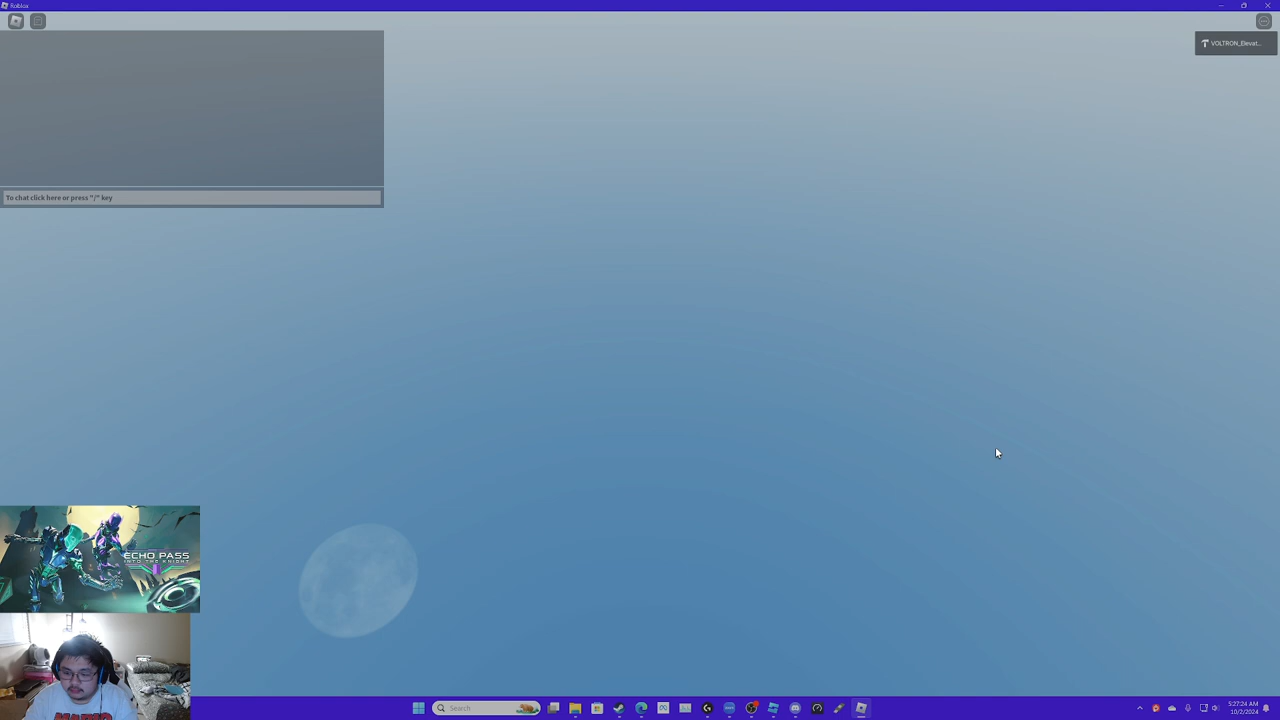 Roblox
VOLTRON_Elevat...
To chat click here or press "/" key
ECHO PASS
INTO THE KNIGHT
Search
5:27:24 AM
10/2/2024